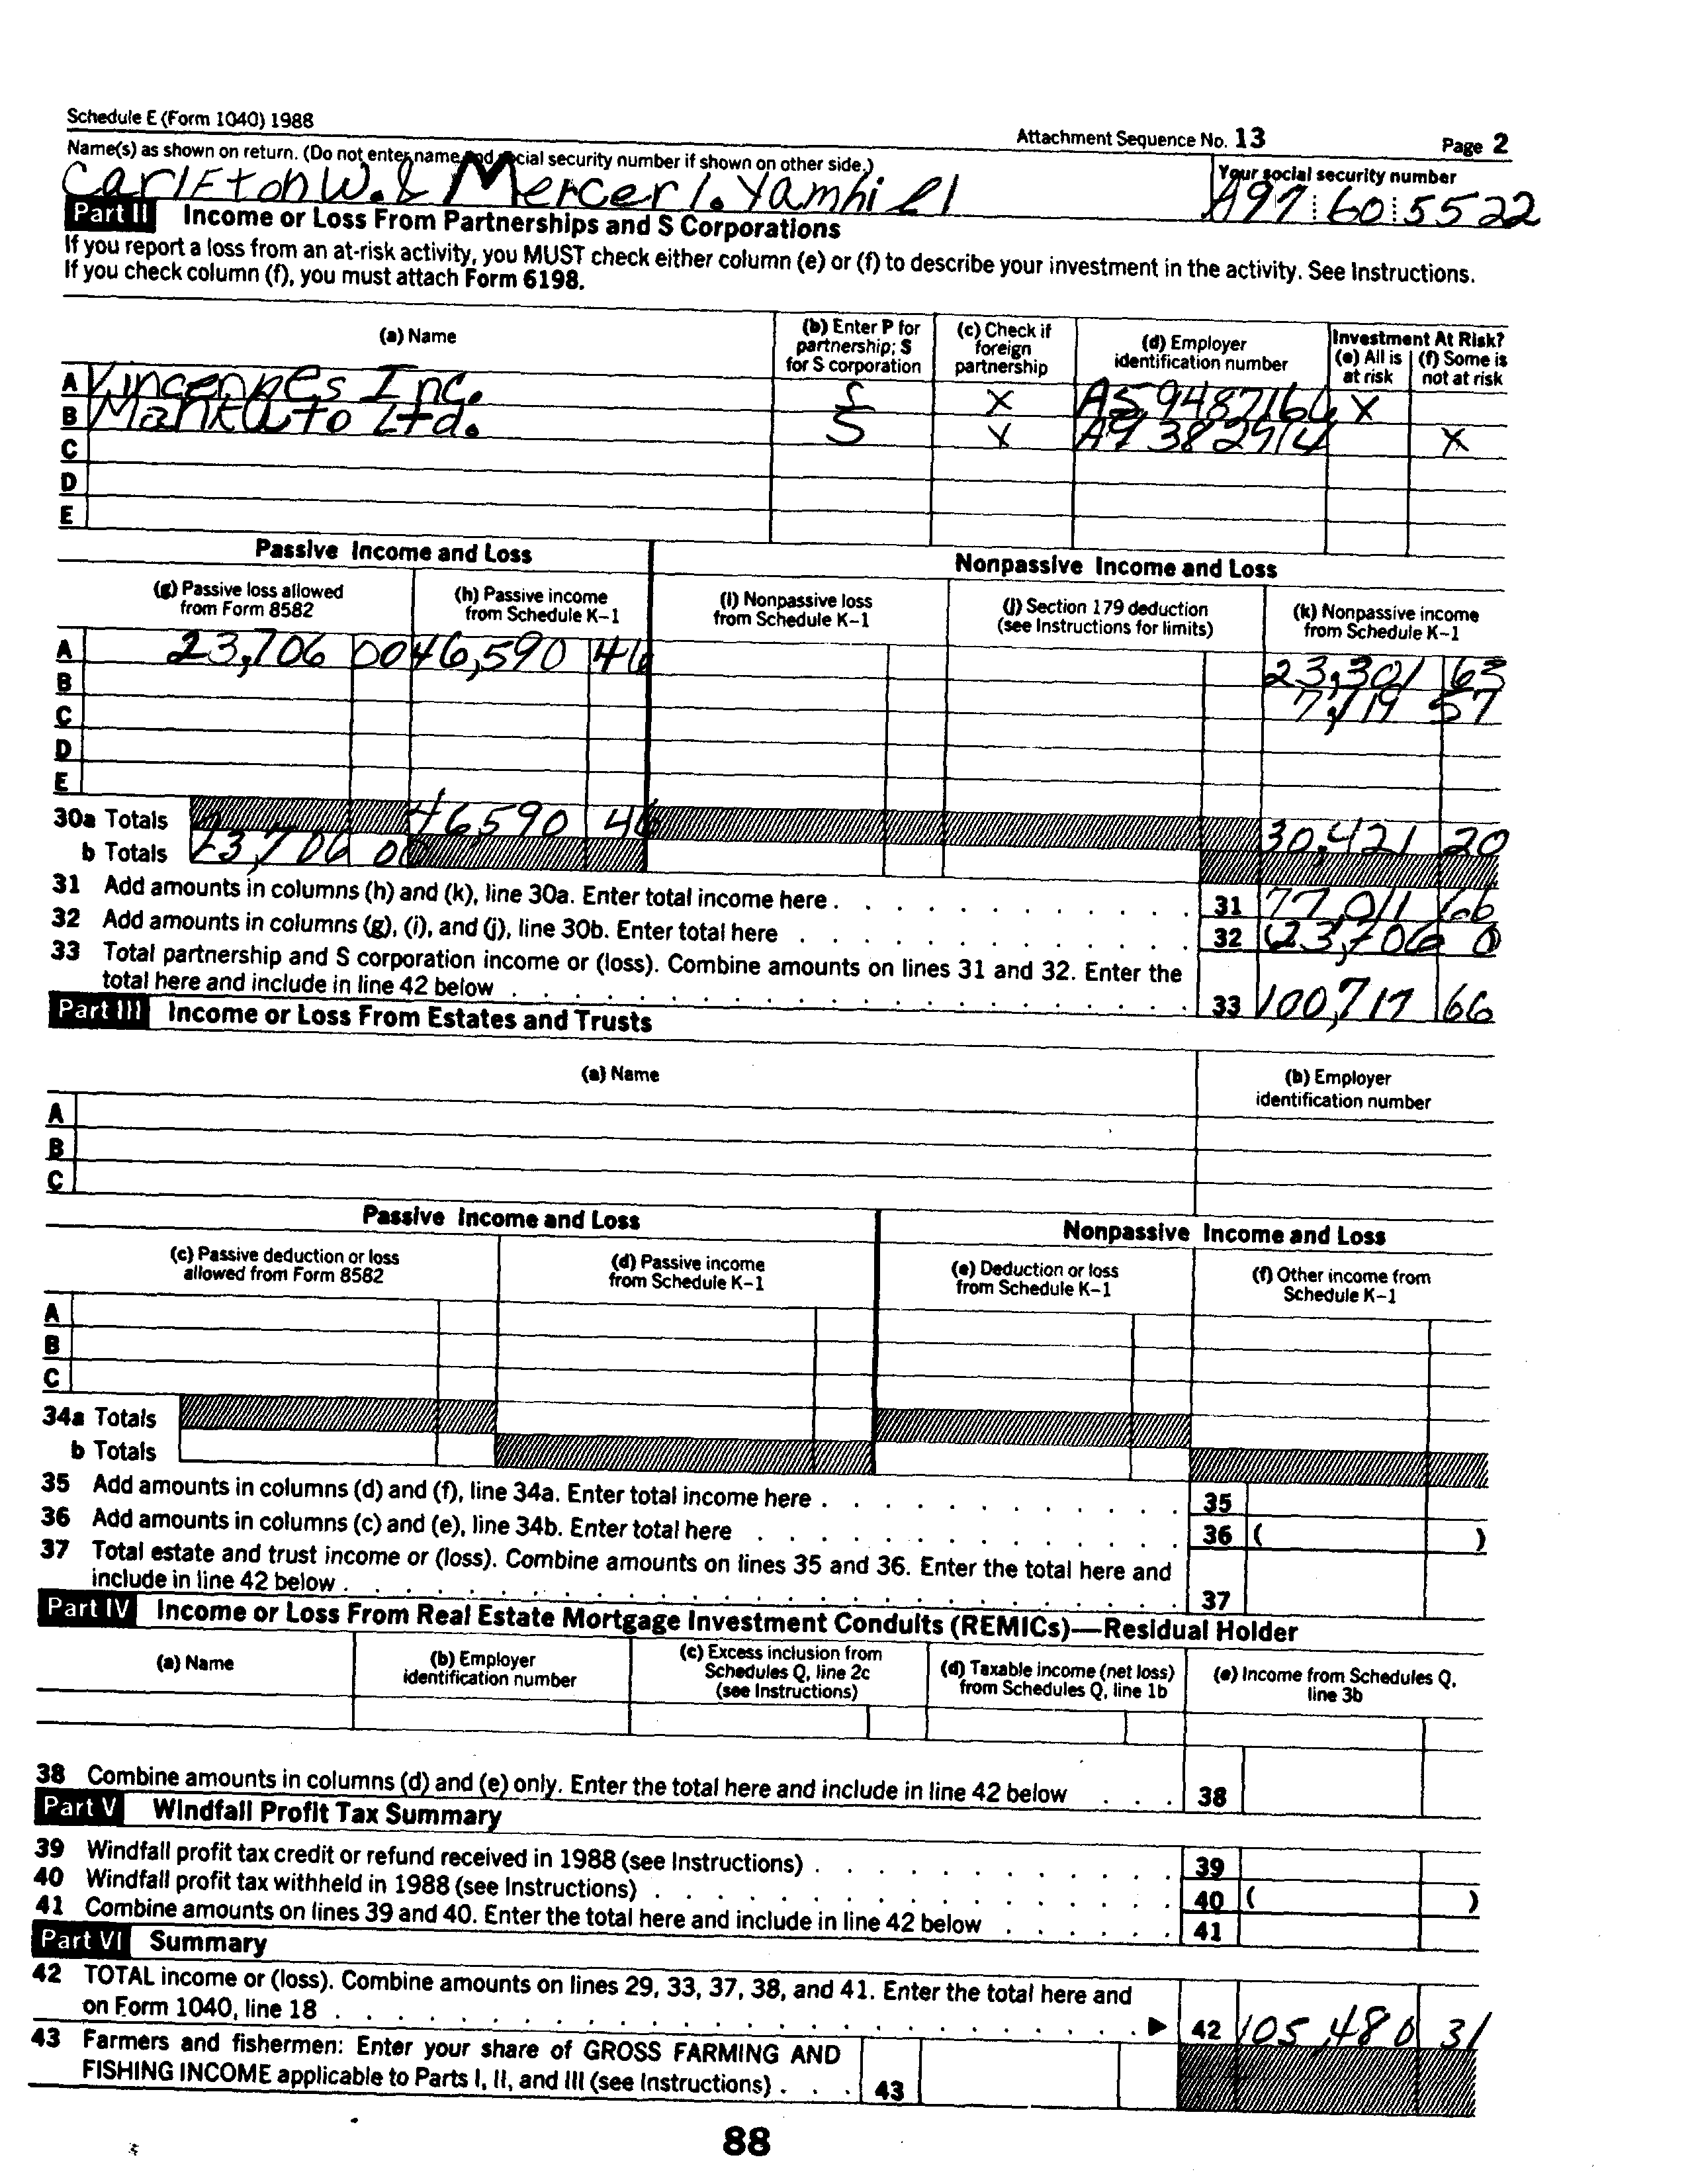 Schedule E (Form 1040) 1988
Attachment Sequence No. 13 Page 2
Name(s) as shown on return. (Do not enter name and social security number if shown on other side.)
Your social security number
Carleton W. & Mercer I. Yamhill
A97 60 5522
Part II Income or Loss From Partnerships and S Corporations
If you report a loss from an at-risk activity, you MUST check either column (e) or (f) to describe your investment in the activity. See Instructions.
If you check column (f), you must attach Form 6198.
(a) Name
(b) Enter P for partnership; S for S corporation
(c) Check if foreign partnership
(d) Employer identification number
Investment At Risk?
(e) All is at risk
(f) Some is not at risk
A Vincennes Inc. S X A59487166 X
B Mankato Ltd. S X A97382914 X
C
D
E
Passive Income and Loss
Nonpassive Income and Loss
(g) Passive loss allowed from Form 8582
(h) Passive income from Schedule K-1
(i) Nonpassive loss from Schedule K-1
(j) Section 179 deduction (see Instructions for limits)
(k) Nonpassive income from Schedule K-1
A 23,706 00 46,590 46 23,301 63
B 7,119 57
C
D
E
30a Totals 46590 46 30,421 20
b Totals 23,706 00
31 Add amounts in columns (h) and (k), line 30a. Enter total income here 31 77,011 66
32 Add amounts in columns (g), (i), and (j), line 30b. Enter total here 32 (23,706 0)
33 Total partnership and S corporation income or (loss). Combine amounts on lines 31 and 32. Enter the
total here and include in line 42 below 33 100,717 66
Part III Income or Loss From Estates and Trusts
(a) Name
(b) Employer identification number
A
B
C
Passive Income and Loss
Nonpassive Income and Loss
(c) Passive deduction or loss allowed from Form 8582
(d) Passive income from Schedule K-1
(e) Deduction or loss from Schedule K-1
(f) Other income from Schedule K-1
A
B
C
34a Totals
b Totals
35 Add amounts in columns (d) and (f), line 34a. Enter total income here 35
36 Add amounts in columns (c) and (e), line 34b. Enter total here 36 ( )
37 Total estate and trust income or (loss). Combine amounts on lines 35 and 36. Enter the total here and
include in line 42 below 37
Part IV Income or Loss From Real Estate Mortgage Investment Conduits (REMICs)—Residual Holder
(a) Name
(b) Employer identification number
(c) Excess inclusion from Schedules Q, line 2c (see Instructions)
(d) Taxable income (net loss) from Schedules Q, line 1b
(e) Income from Schedules Q, line 3b
38 Combine amounts in columns (d) and (e) only. Enter the total here and include in line 42 below 38
Part V Windfall Profit Tax Summary
39 Windfall profit tax credit or refund received in 1988 (see Instructions) 39
40 Windfall profit tax withheld in 1988 (see Instructions) 40 ( )
41 Combine amounts on lines 39 and 40. Enter the total here and include in line 42 below 41
Part VI Summary
42 TOTAL income or (loss). Combine amounts on lines 29, 33, 37, 38, and 41. Enter the total here and
on Form 1040, line 18 ▶ 42 105,480 31
43 Farmers and fishermen: Enter your share of GROSS FARMING AND
FISHING INCOME applicable to Parts I, II, and III (see Instructions) 43
88